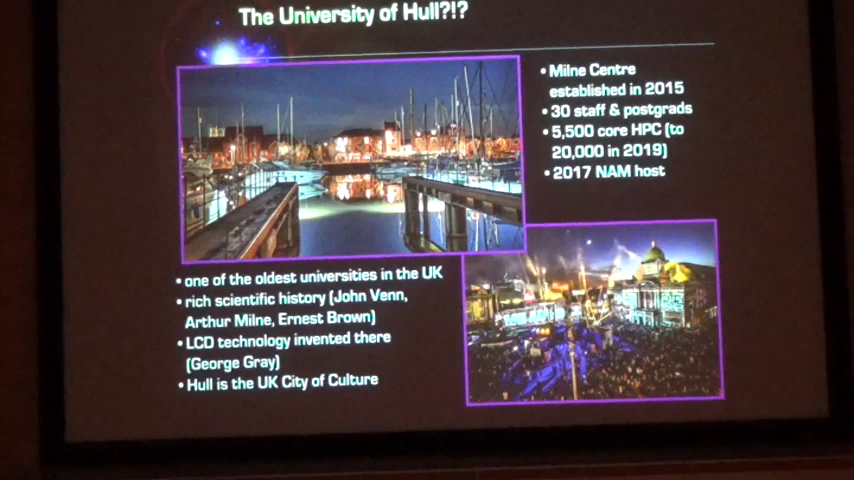 The University of Hull?!?
• Milne Centre
established in 2015
• 30 staff & postgrads
• 5,500 core HPC (to
20,000 in 2019)
• 2017 NAM host
• one of the oldest universities in the UK
• rich scientific history (John Venn,
Arthur Milne, Ernest Brown)
• LCD technology invented there
(George Gray)
• Hull is the UK City of Culture